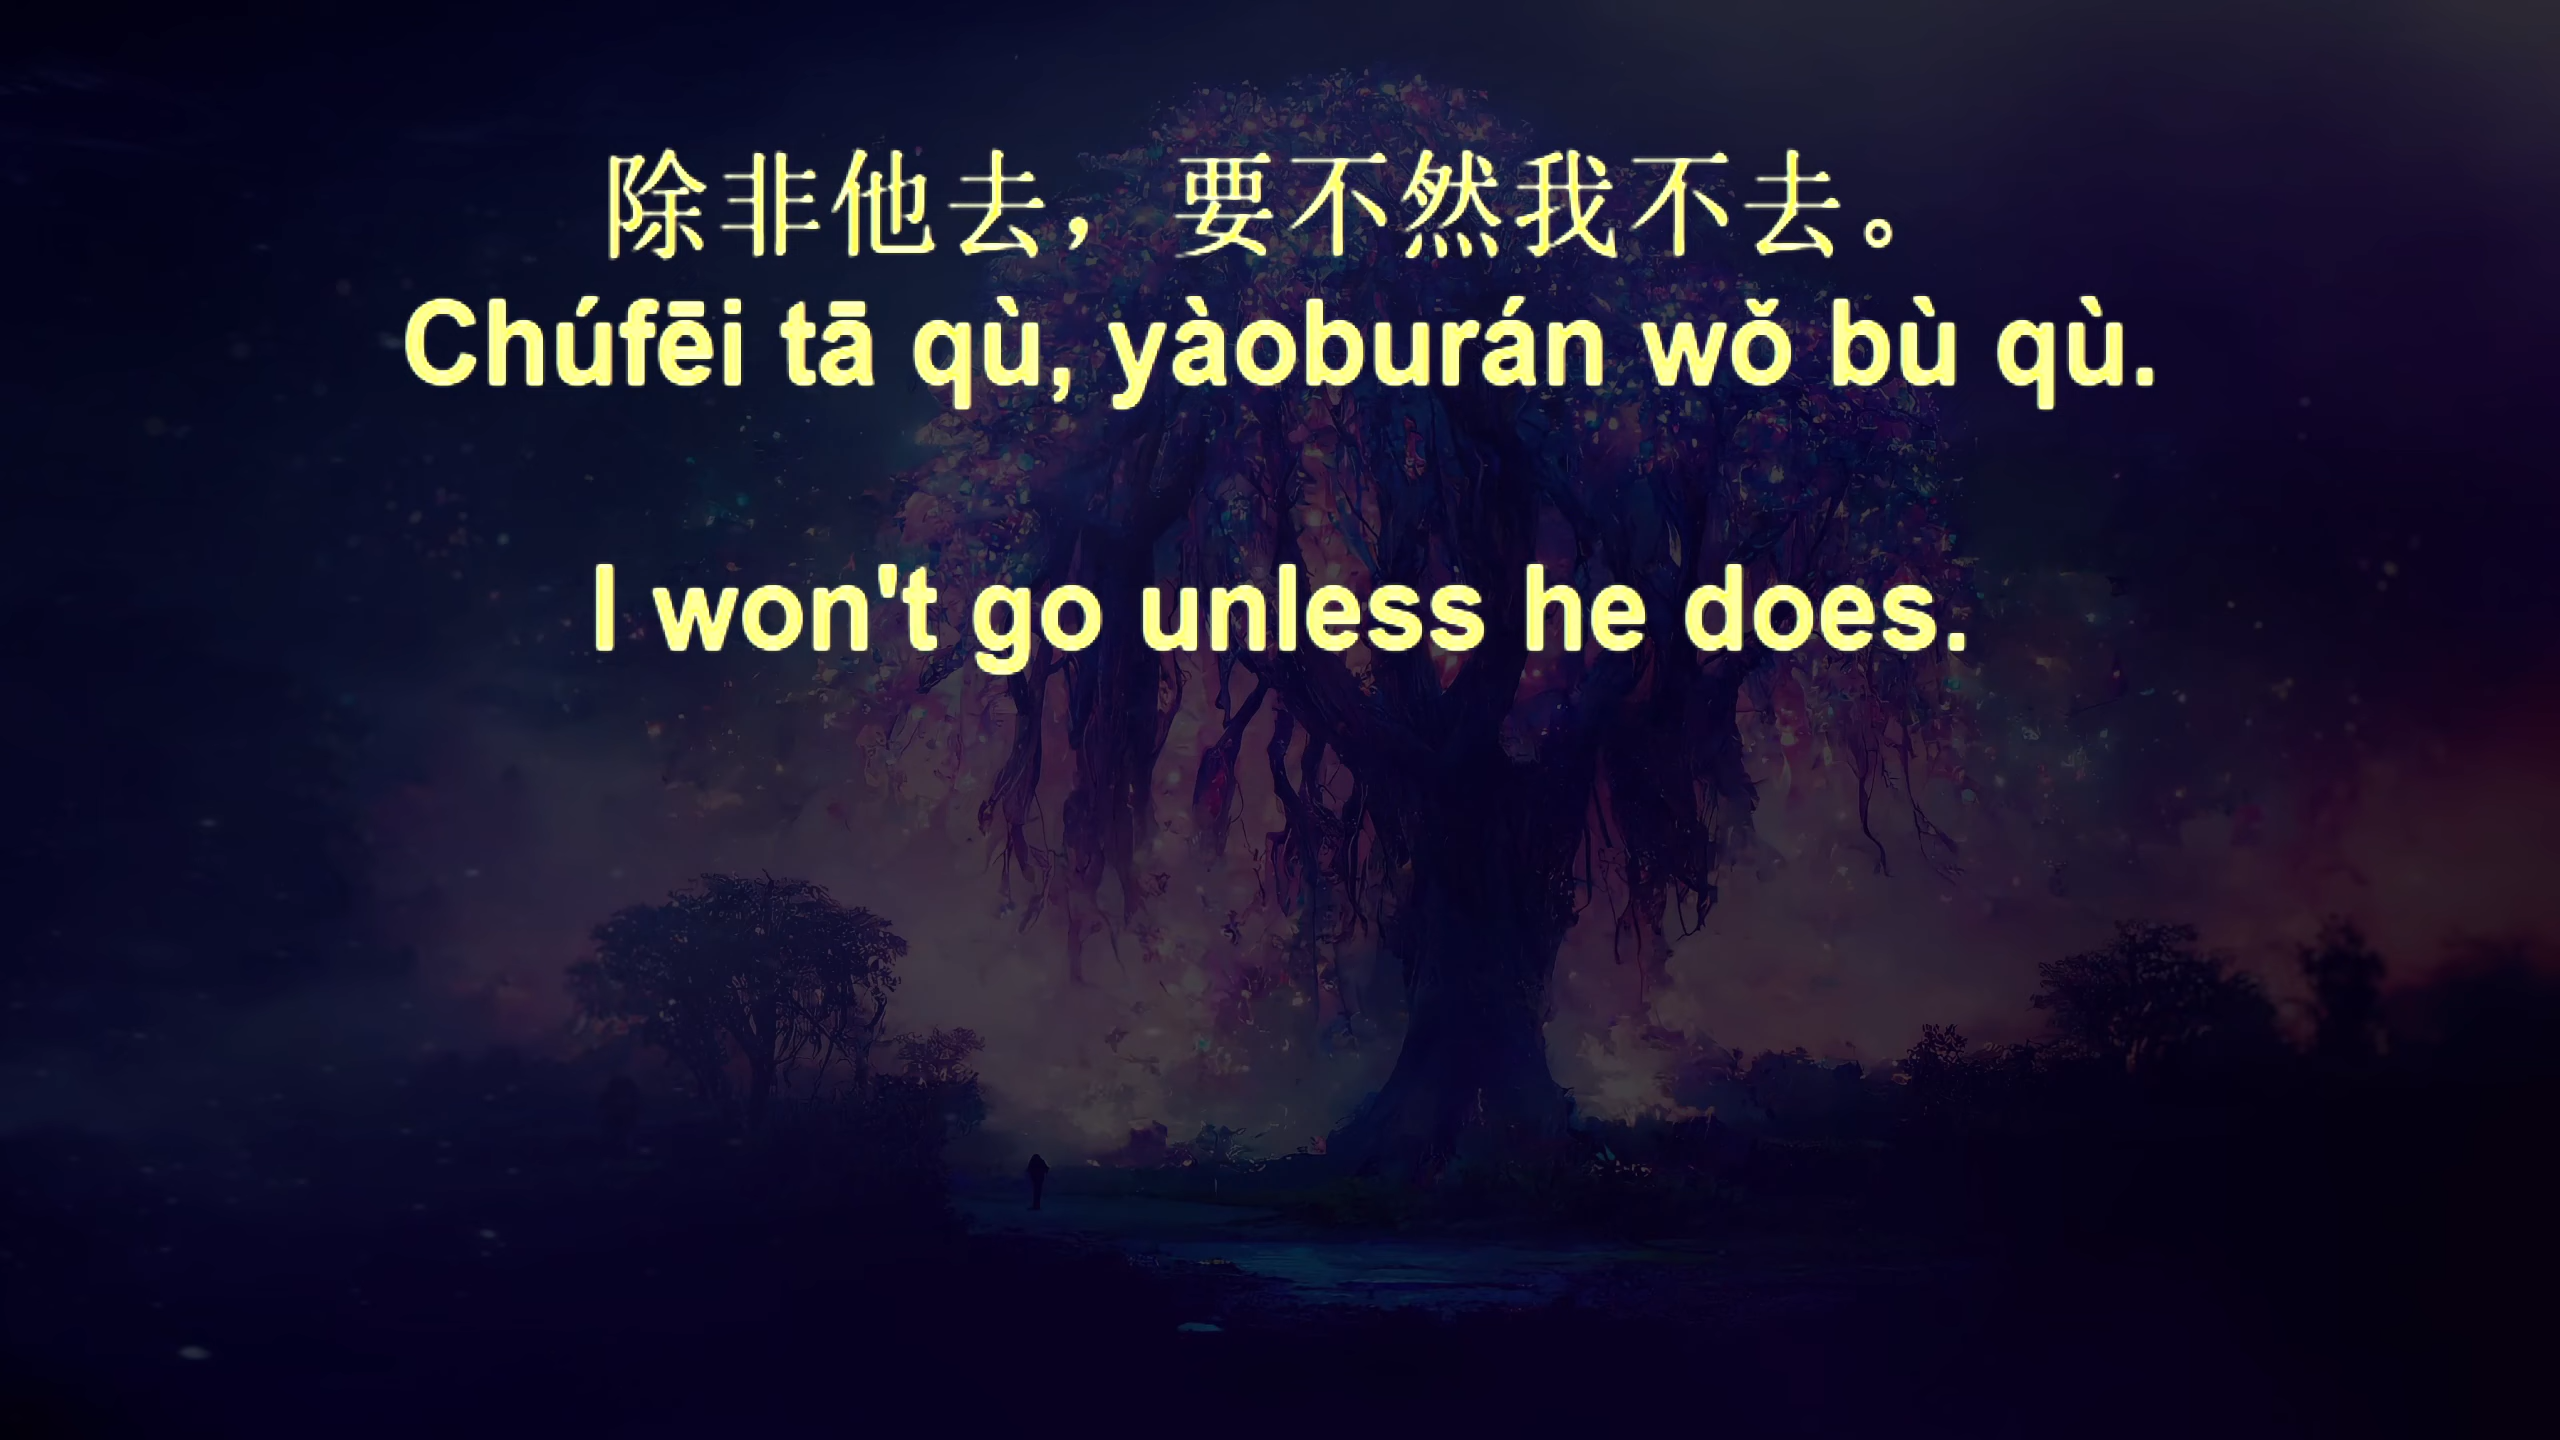 除非他去，要不然我不去。
Chúfēi tā qù, yàoburán wǒ bù qù.
I won't go unless he does.